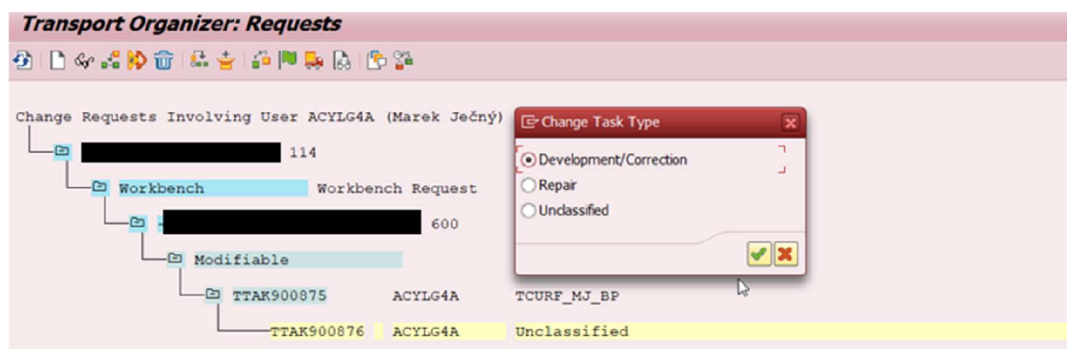 Transport Organizer: Requests
Change Requests Involving User ACYLG4A (Marek Ječný)
114
Workbench Workbench Request
600
Modifiable
TTAK900875 ACYLG4A TCURF_MJ_BP
TTAK900876 ACYLG4A Unclassified
Change Task Type
Development/Correction
Repair
Unclassified